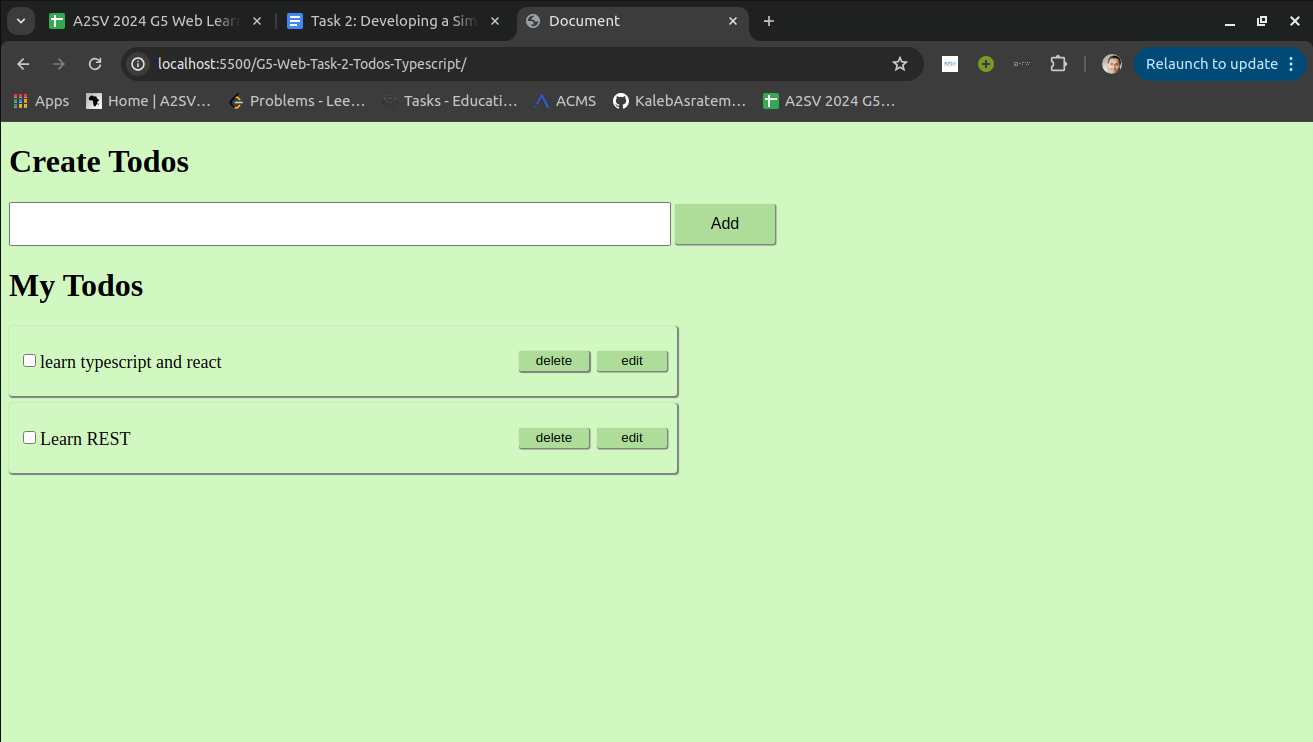 A2SV 2024 G5 Web Lear
Task 2: Developing a Sim
Document
localhost:5500/G5-Web-Task-2-Todos-Typescript/
Relaunch to update
Apps
Home | A2SV…
Problems - Lee…
Tasks - Educati…
ACMS
KalebAsratem…
A2SV 2024 G5…
Create Todos
Add
My Todos
learn typescript and react
delete
edit
Learn REST
delete
edit